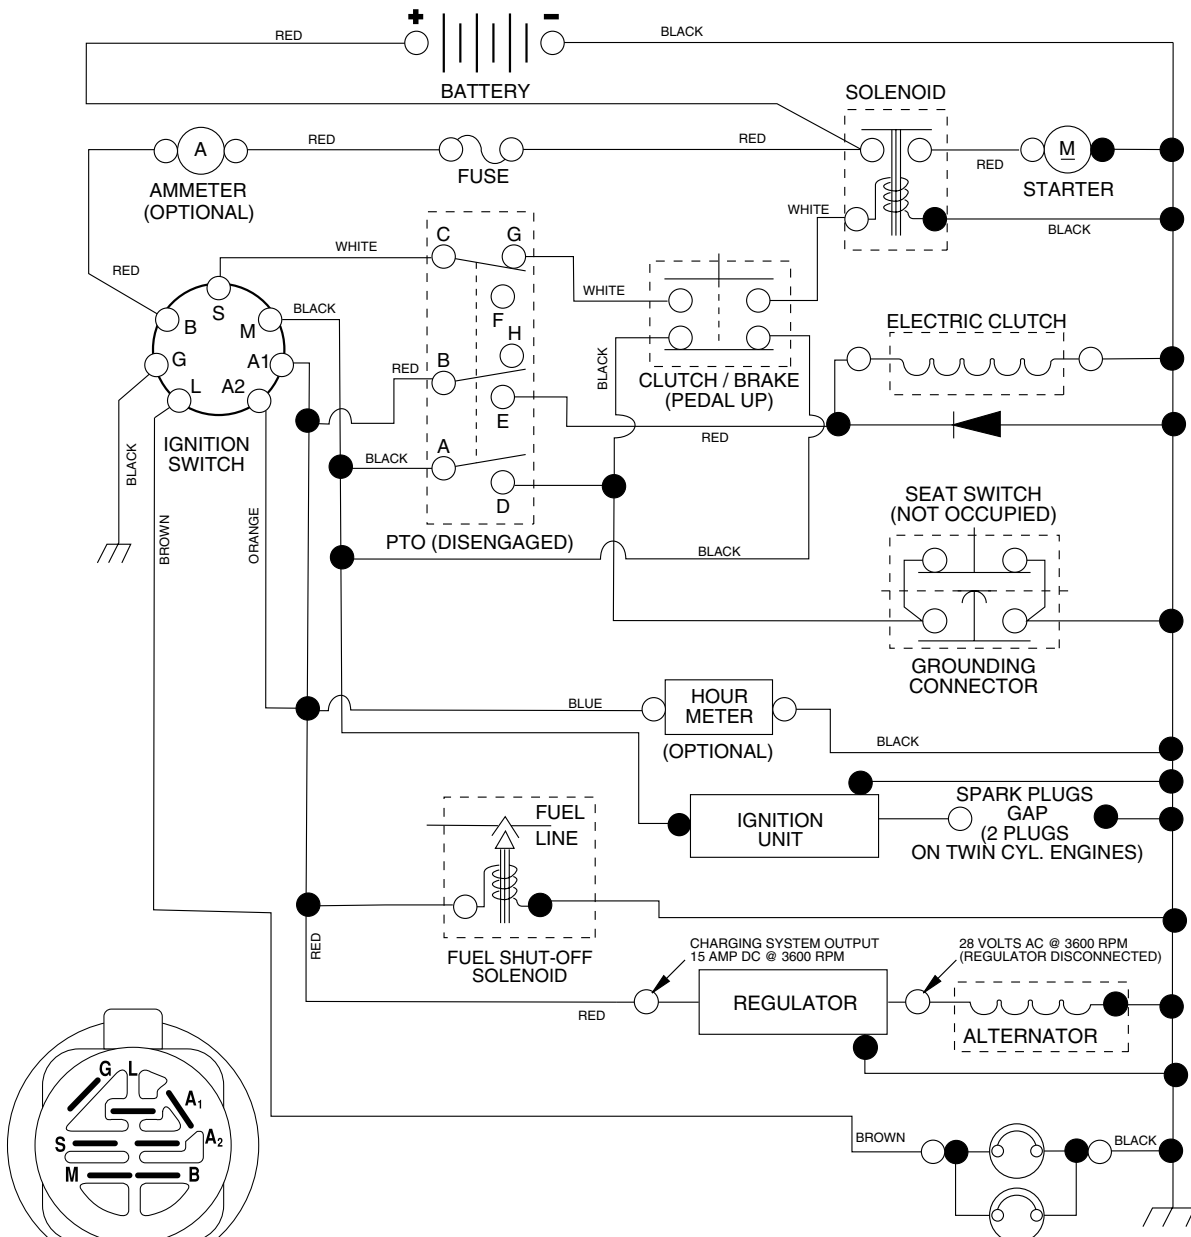 + −
RED
BLACK
BATTERY
SOLENOID
RED
RED
A
M
RED
FUSE
AMMETER
(OPTIONAL)
STARTER
WHITE
BLACK
C G
WHITE
RED
WHITE
BLACK
S
B
M
F
G
A1
L
A2
H
ELECTRIC CLUTCH
RED
B
BLACK
CLUTCH / BRAKE
(PEDAL UP)
E
RED
IGNITION
SWITCH
BLACK
BLACK
A
D
SEAT SWITCH
(NOT OCCUPIED)
BROWN
ORANGE
PTO (DISENGAGED)
BLACK
GROUNDING
CONNECTOR
BLUE
HOUR
METER
(OPTIONAL)
BLACK
FUEL
LINE
IGNITION
UNIT
SPARK PLUGS
GAP
(2 PLUGS
ON TWIN CYL. ENGINES)
RED
FUEL SHUT-OFF
SOLENOID
CHARGING SYSTEM OUTPUT
15 AMP DC @ 3600 RPM
28 VOLTS AC @ 3600 RPM
(REGULATOR DISCONNECTED)
RED
REGULATOR
ALTERNATOR
G L
A1
S
A2
M
B
BROWN
BLACK